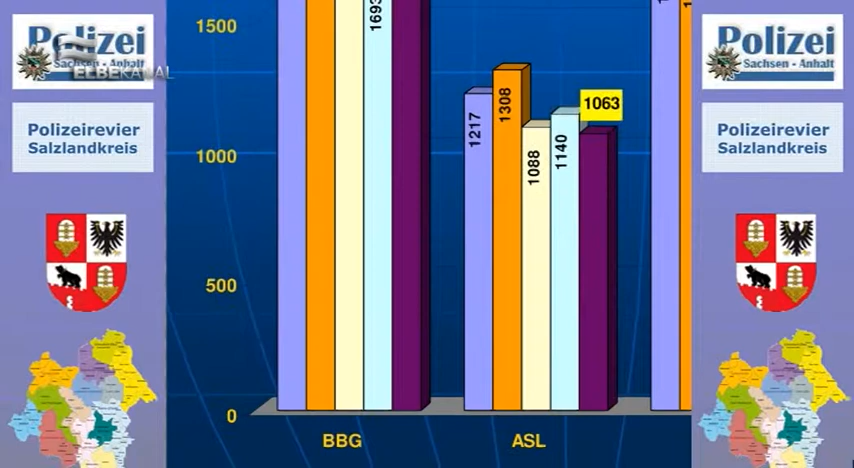 Polizei
Sachsen - Anhalt
ELBEKANAL
Polizeirevier
Salzlandkreis
1500
1000
500
0
1693
1217
1308
1088
1140
1063
BBG
ASL
Polizei
Sachsen - Anhalt
Polizeirevier
Salzlandkreis